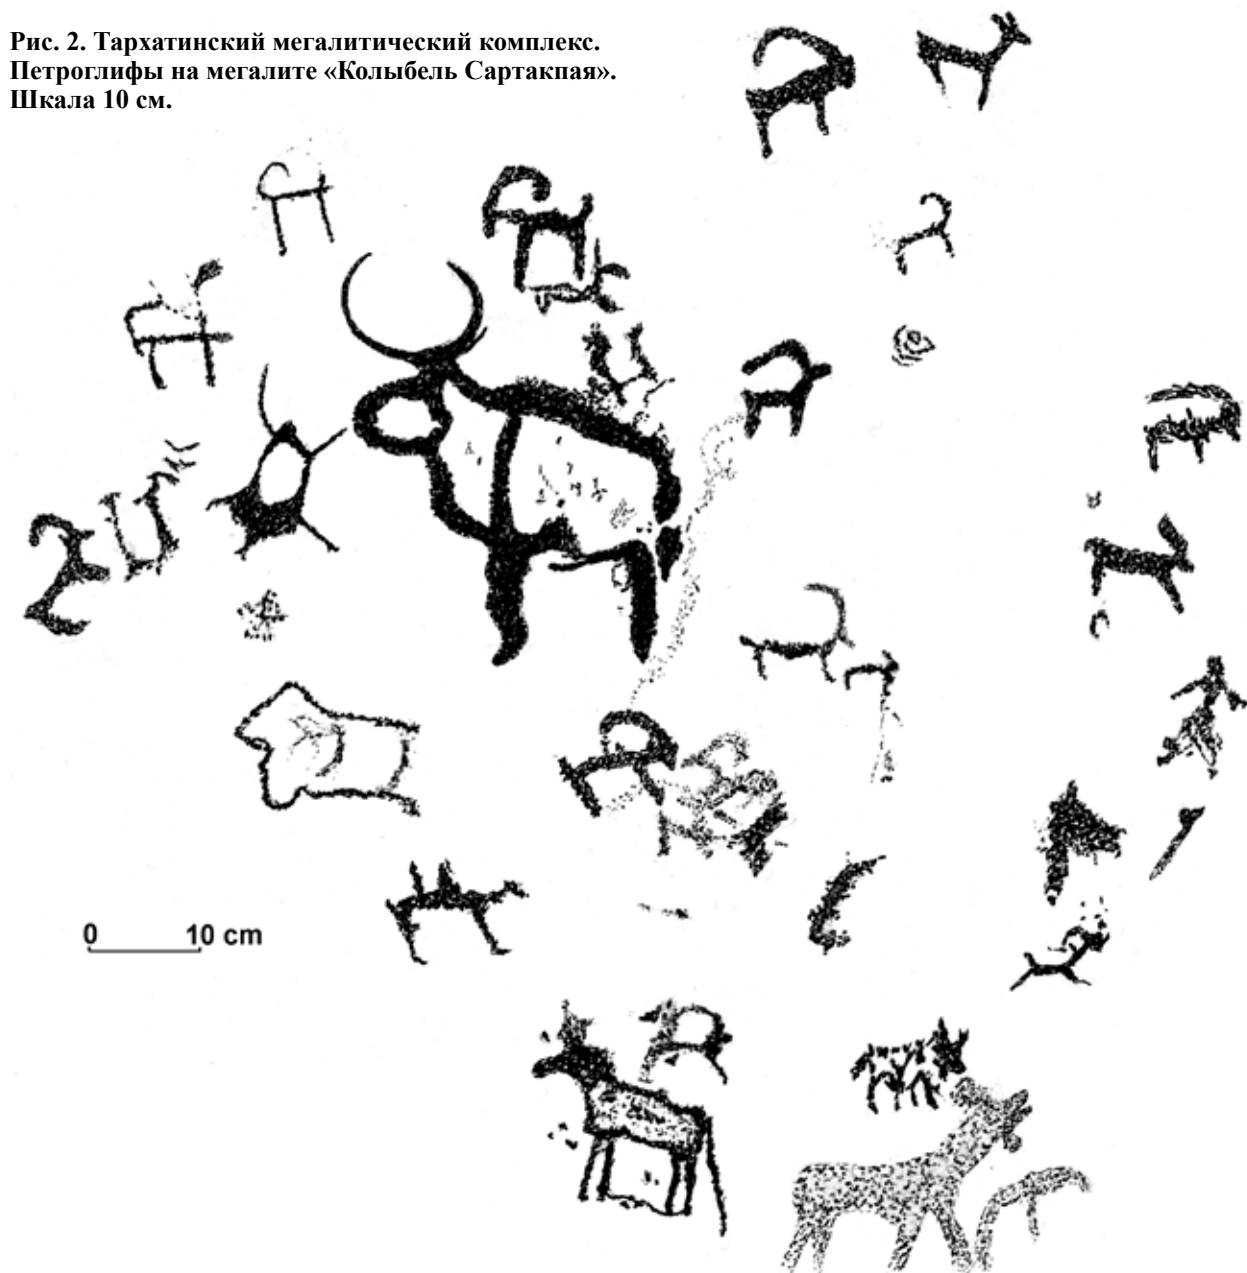 Рис. 2. Тархатинский мегалитический комплекс.
Петроглифы на мегалите «Колыбель Сартакпая».
Шкала 10 см.
0 10 cm